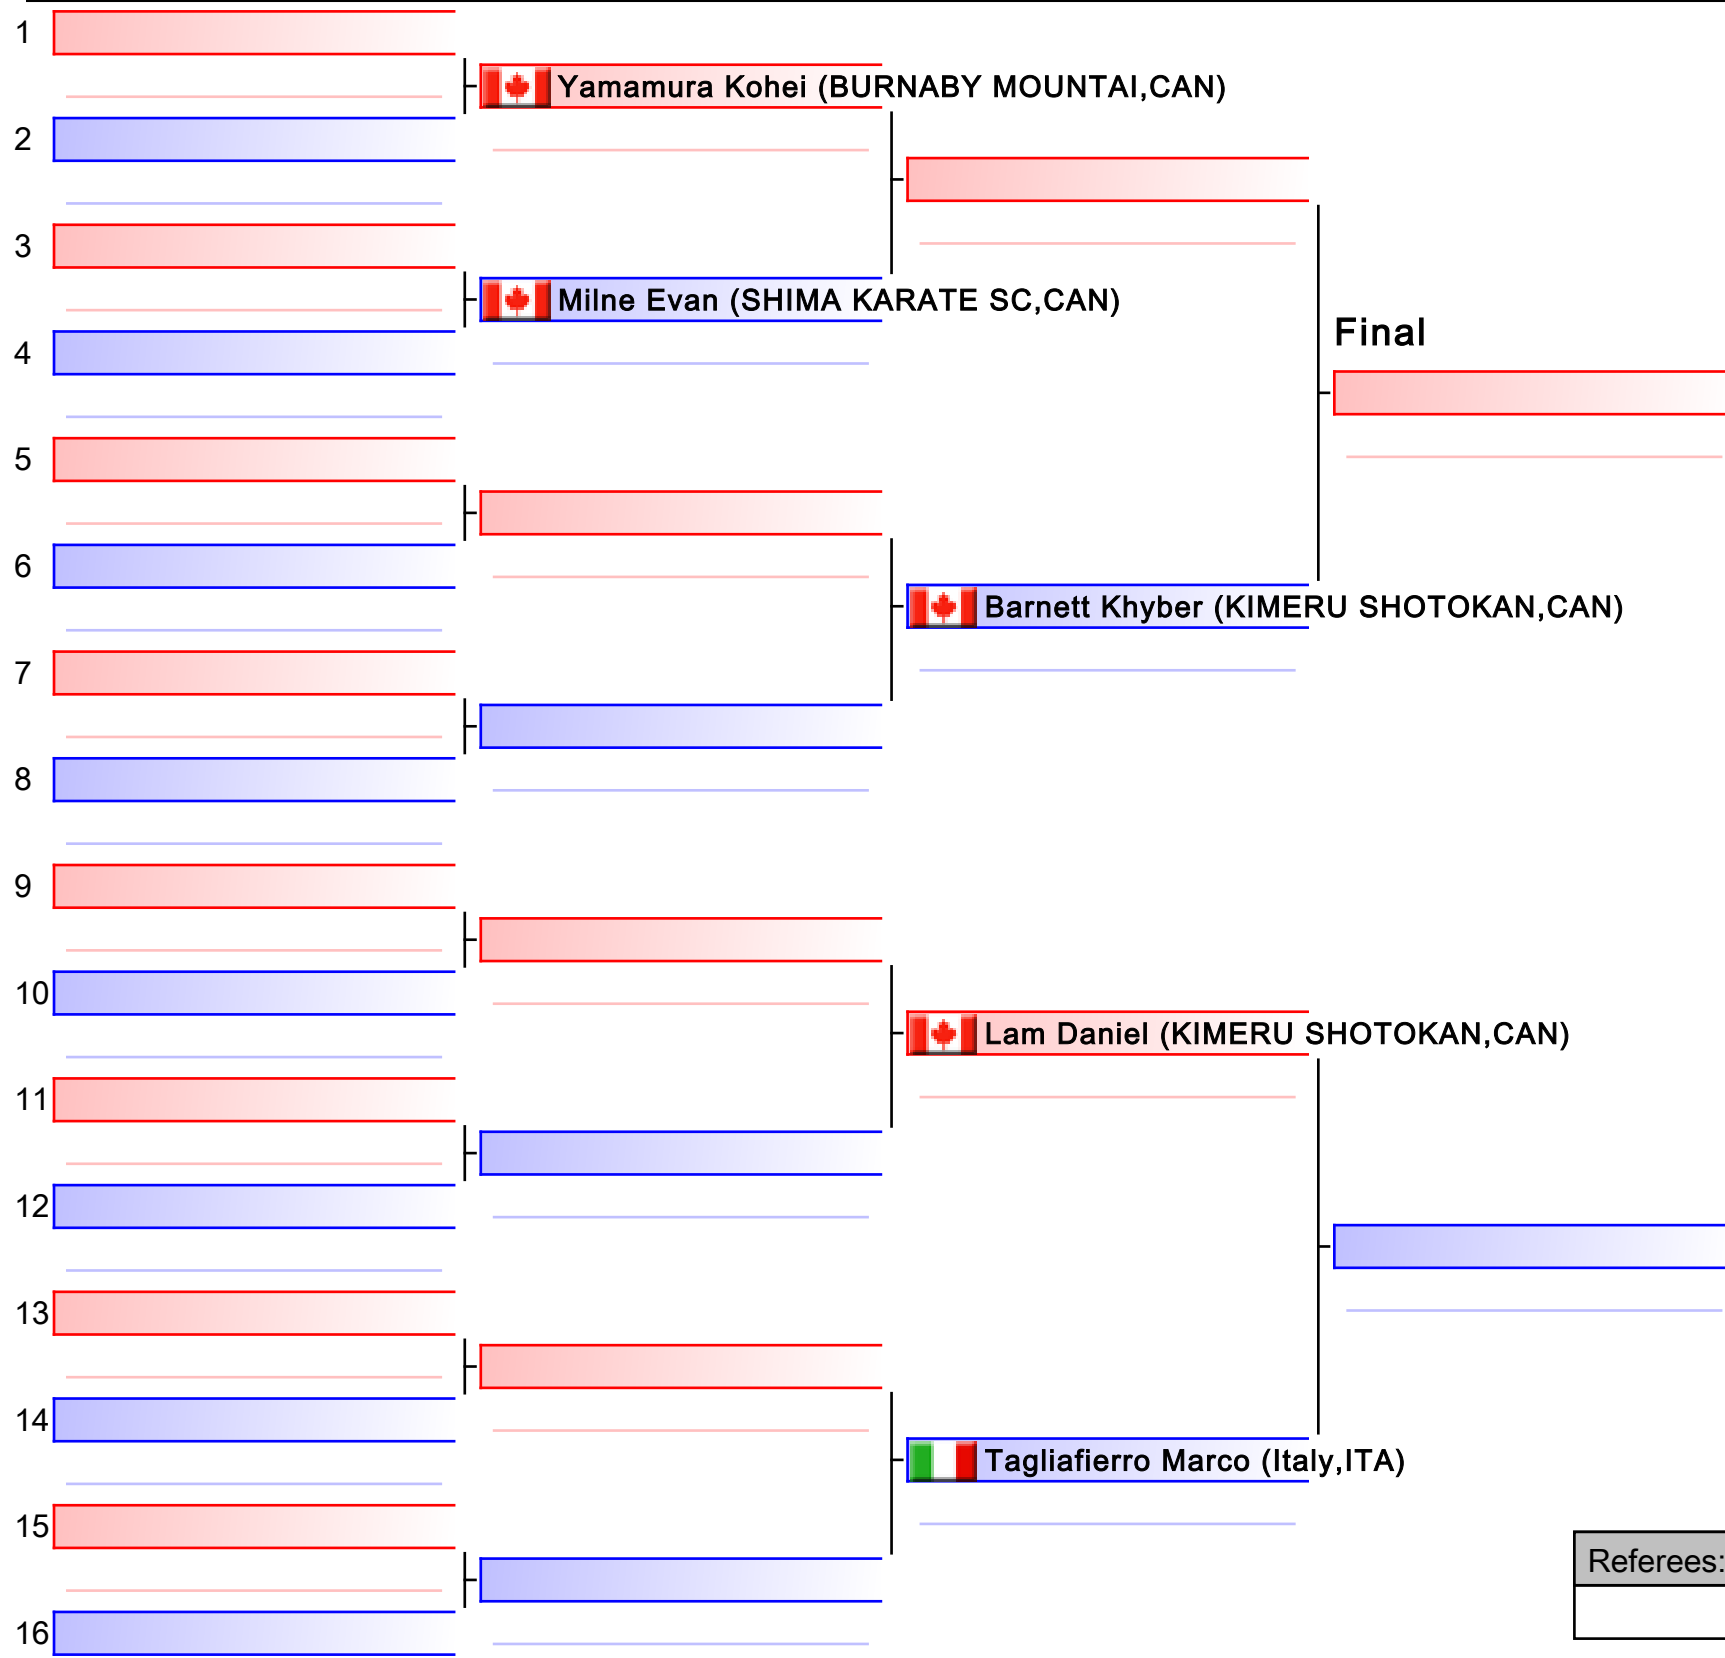 1
Yamamura Kohei (BURNABY MOUNTAI,CAN)
2
3
Milne Evan (SHIMA KARATE SC,CAN)
Final
4
5
6
Barnett Khyber (KIMERU SHOTOKAN,CAN)
7
8
9
10
Lam Daniel (KIMERU SHOTOKAN,CAN)
11
12
13
14
Tagliafierro Marco (Italy,ITA)
15
Referees:
16